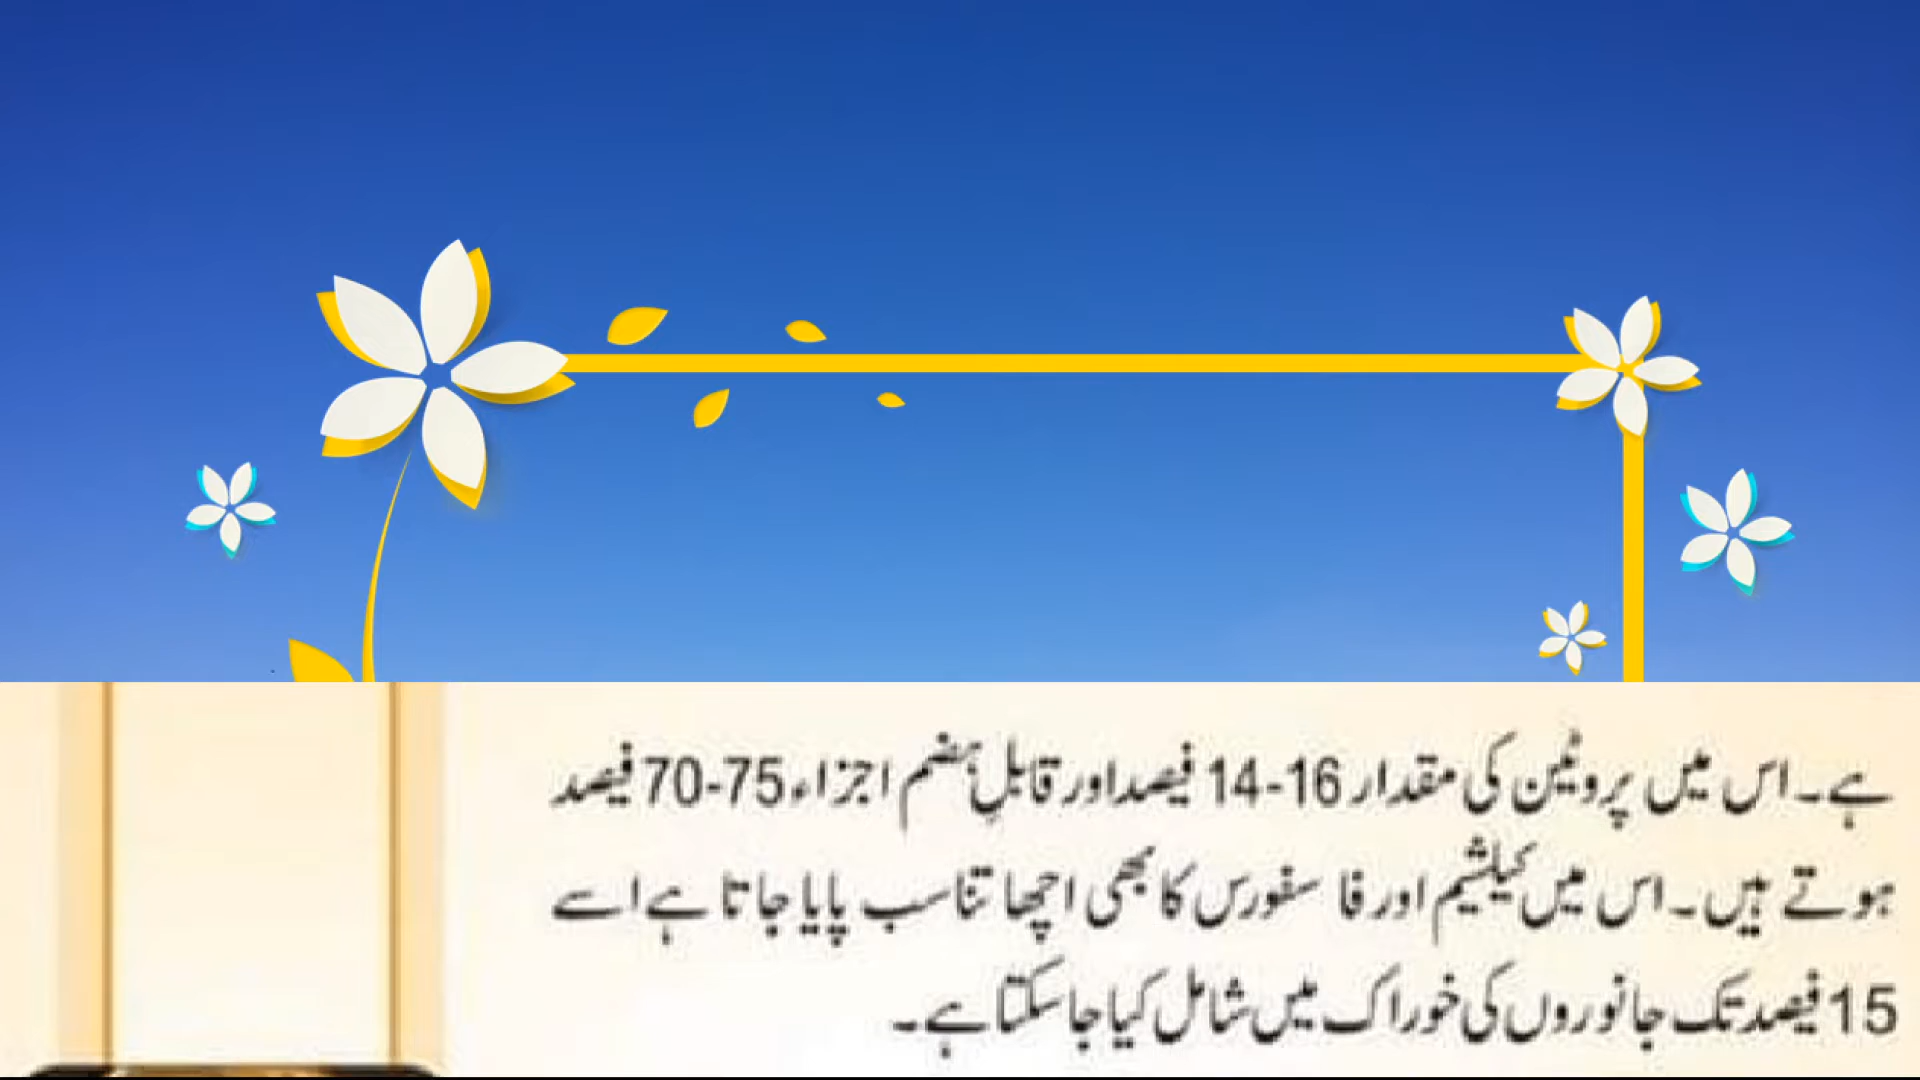 ہے۔اس میں پروٹین کی مقدار 16-14 فیصد اور قابلِ ہضم اجزاء 75-70 فیصد
ہوتے ہیں۔اس میں کیلشیم اور فا سفورس کا بھی اچھا تناسب پایا جاتا ہے اسے
15 فیصد تک جانوروں کی خوراک میں شامل کیا جا سکتا ہے۔